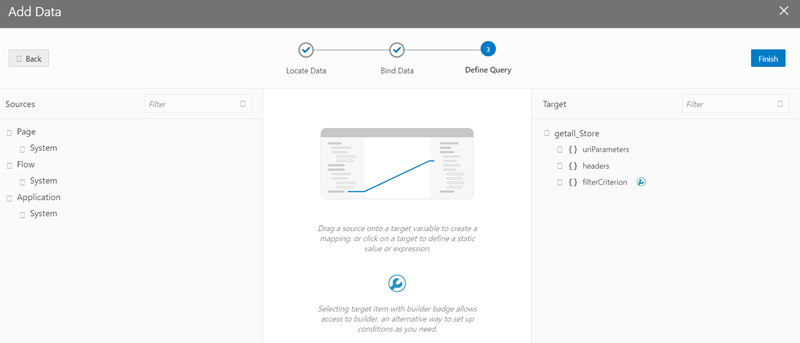 Add Data
Back
Locate Data
Bind Data
3
Define Query
Finish
Sources
Filter
Page
System
Flow
System
Application
System
Drag a source onto a target variable to create a
mapping, or click on a target to define a static
value or expression.
Selecting target item with builder badge allows
access to builder, an alternative way to set up
conditions as you need.
Target
Filter
getall_Store
{ } uriParameters
{ } headers
{ } filterCriterion